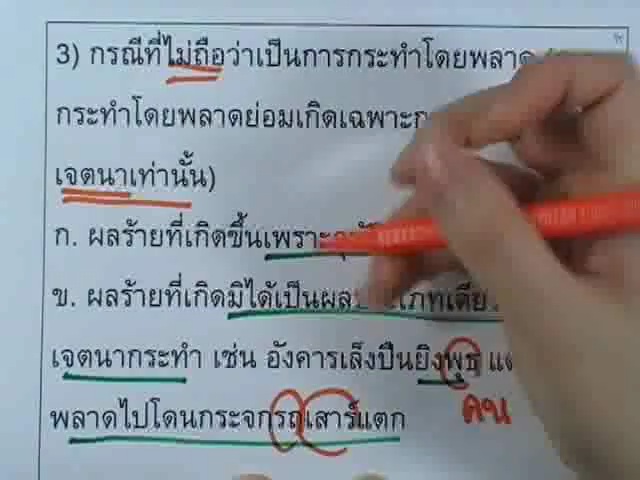 3) กรณีที่ไม่ถือว่าเป็นการกระทำโดยพลาด
กระทำโดยพลาดย่อมเกิดเฉพาะ
เจตนาเท่านั้น)
ก. ผลร้ายที่เกิดขึ้นเพราะ
ข. ผลร้ายที่เกิดมิได้เป็นผล
เจตนากระทำ เช่น อังคารเล็งปืนยิงพุธ
คน
พลาดไปโดนกระจกรถเสาร์แตก